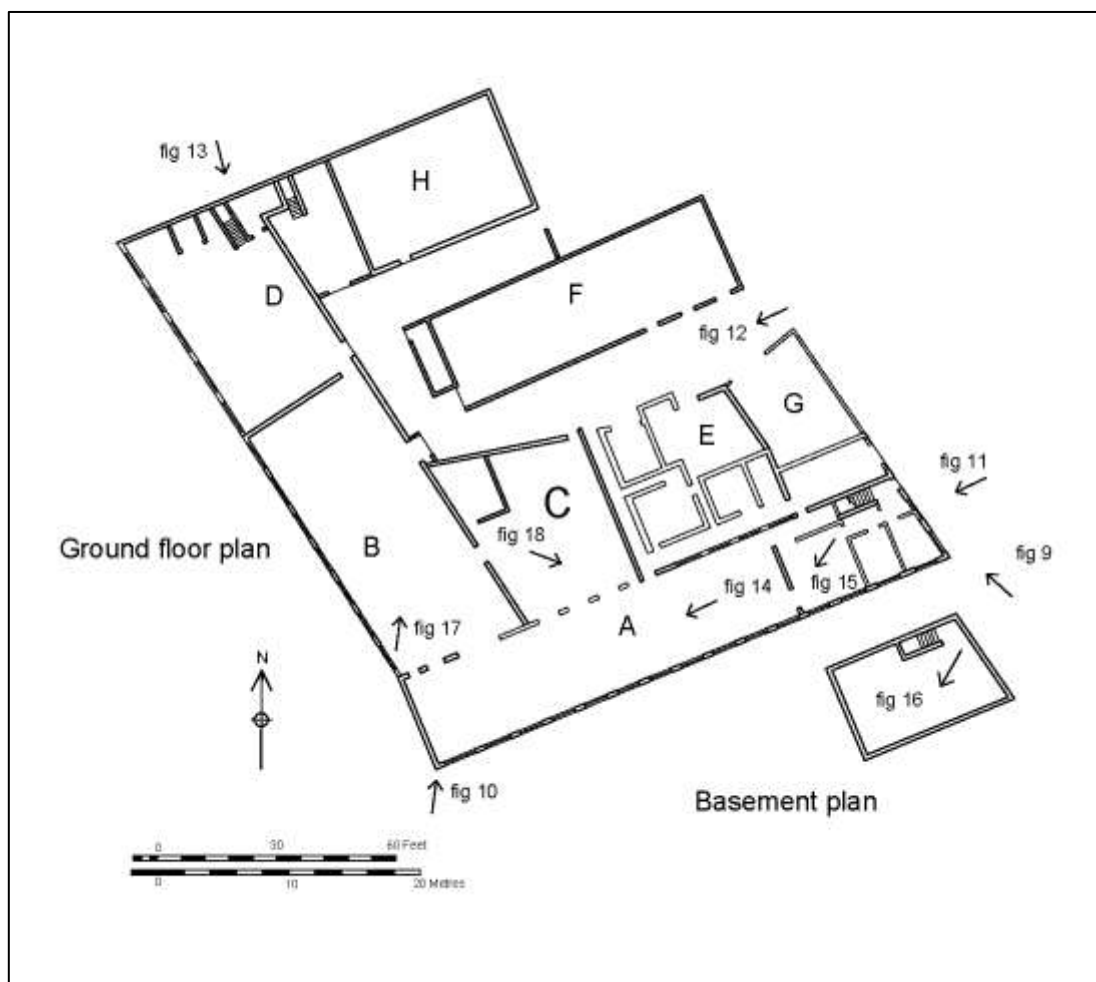 fig 13
H
D
F
fig 12
G
E
fig 11
C
Ground floor plan
B
fig 18
fig 9
fig 14
fig 15
A
fig 17
N
fig 16
fig 10
Basement plan
0 30 60 Feet
0 10 20 Metres